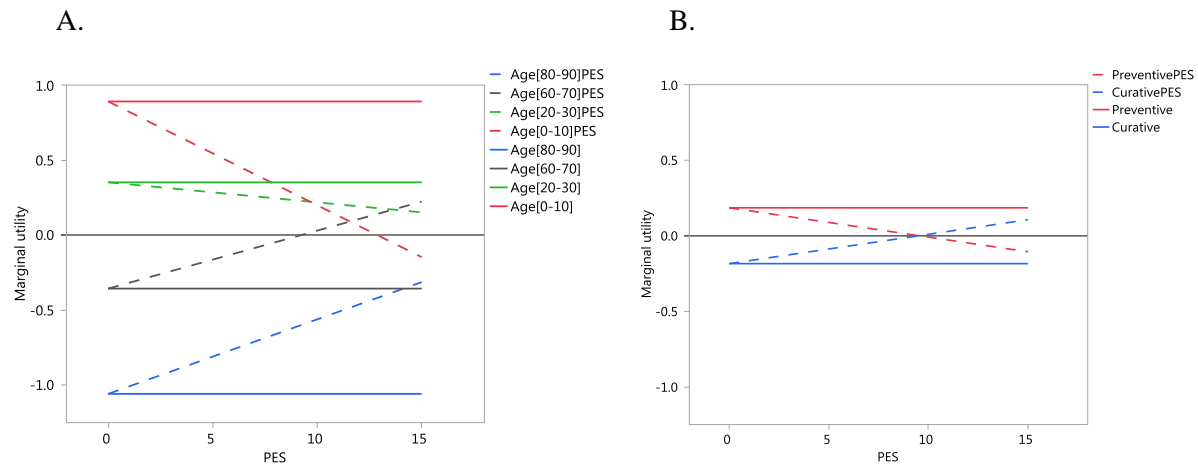 A.
B.
Age[80-90]PES
Age[60-70]PES
Age[20-30]PES
Age[0-10]PES
Age[80-90]
Age[60-70]
Age[20-30]
Age[0-10]
1.0
0.5
0.0
-0.5
-1.0
Marginal utility
0 5 10 15
PES
PreventivePES
CurativePES
Preventive
Curative
1.0
0.5
0.0
-0.5
-1.0
Marginal utility
0 5 10 15
PES